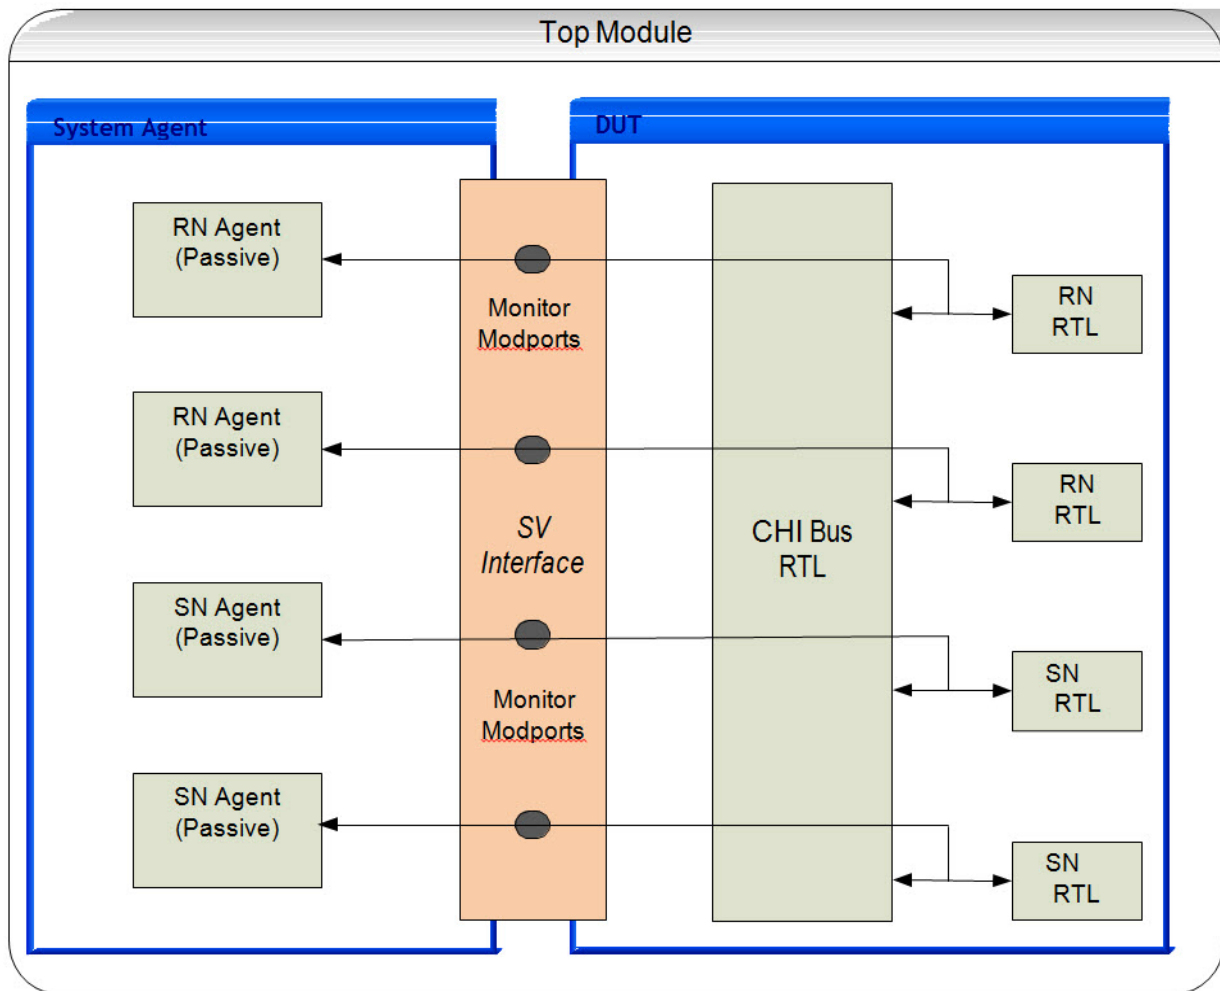 Top Module
System Agent
DUT
RN Agent
(Passive)
Monitor
Modports
RN
RTL
RN Agent
(Passive)
RN
RTL
SV
Interface
CHI Bus
RTL
SN Agent
(Passive)
SN
RTL
Monitor
Modports
SN Agent
(Passive)
SN
RTL